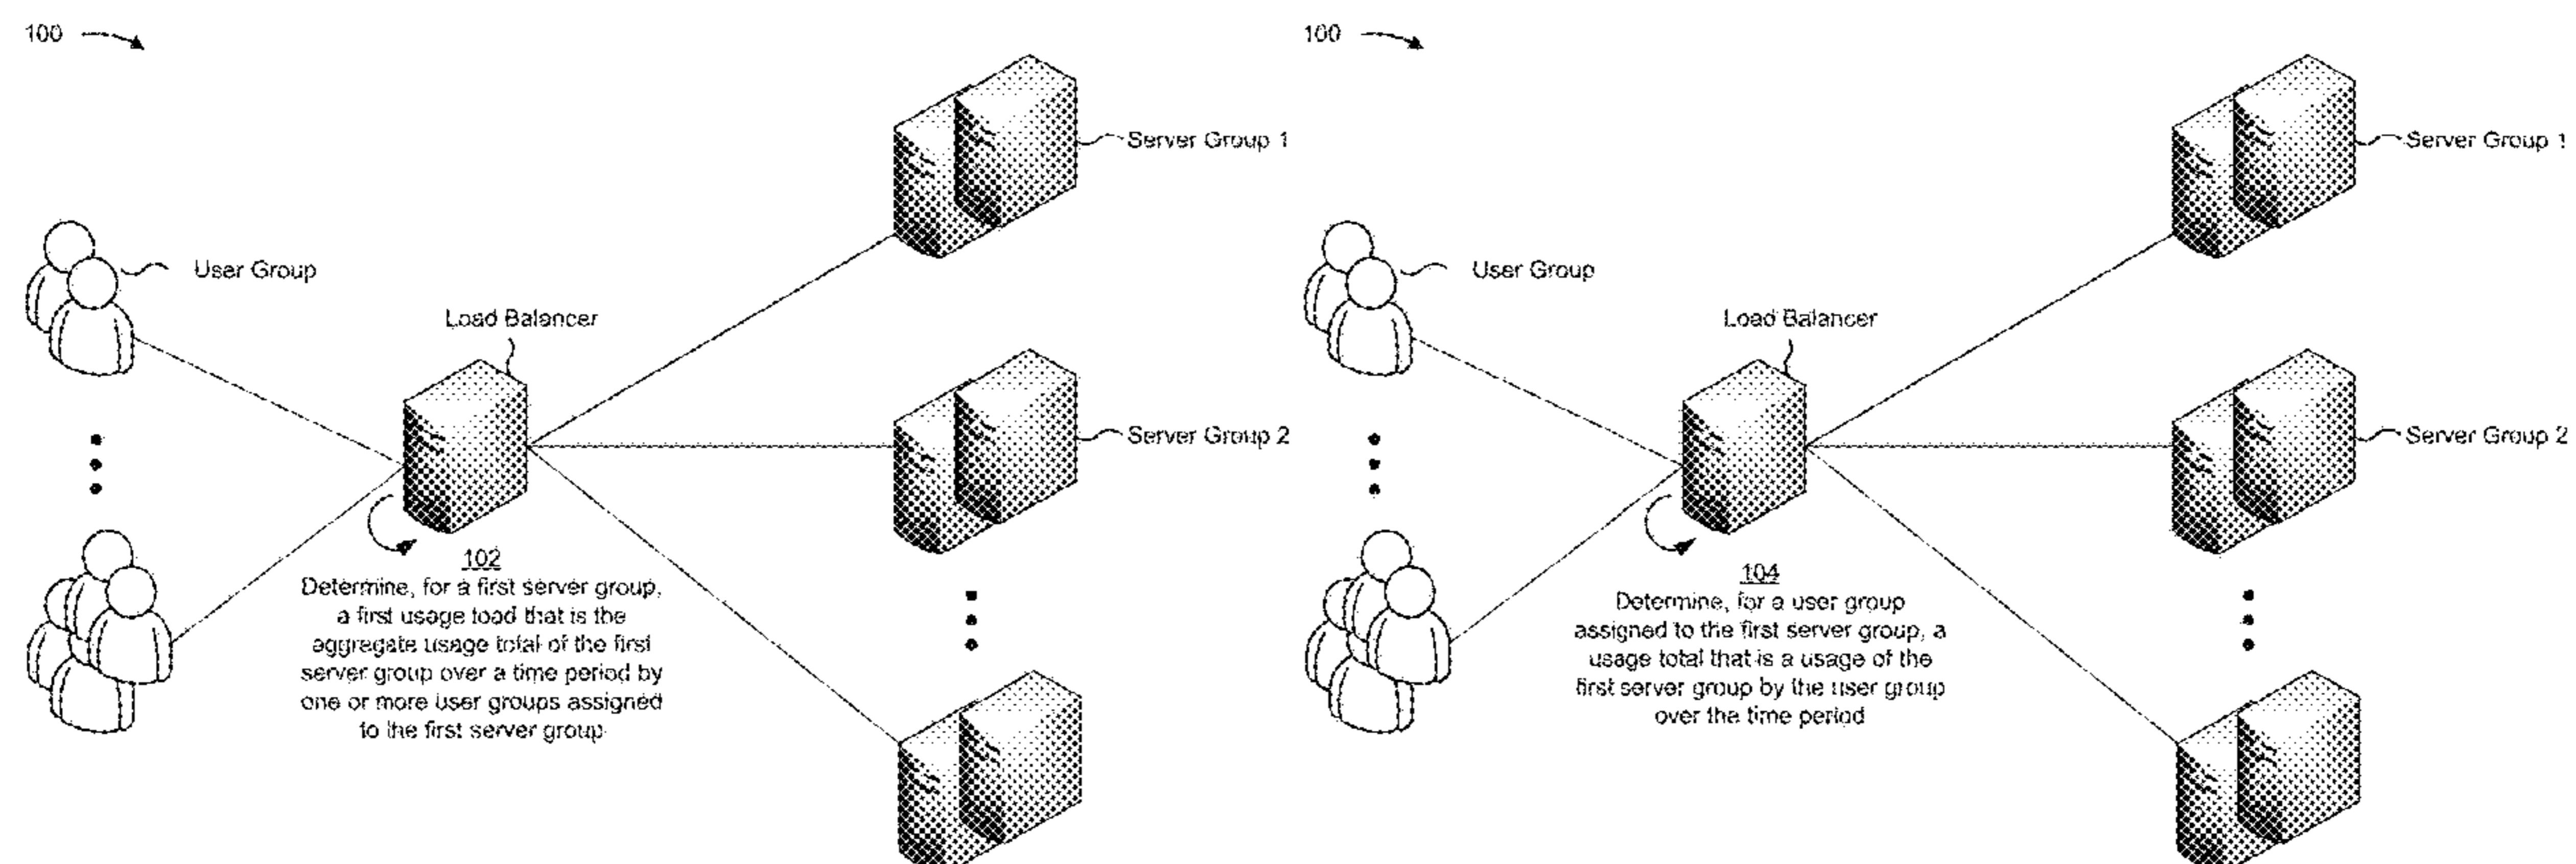 100
Server Group 1
User Group
Load Balancer
Server Group 2
102
Determine, for a first server group,
a first usage load that is the
aggregate usage total of the first
server group over a time period by
one or more user groups assigned
to the first server group
100
Server Group 1
User Group
Load Balancer
Server Group 2
104
Determine, for a user group
assigned to the first server group, a
usage total that is a usage of the
first server group by the user group
over the time period